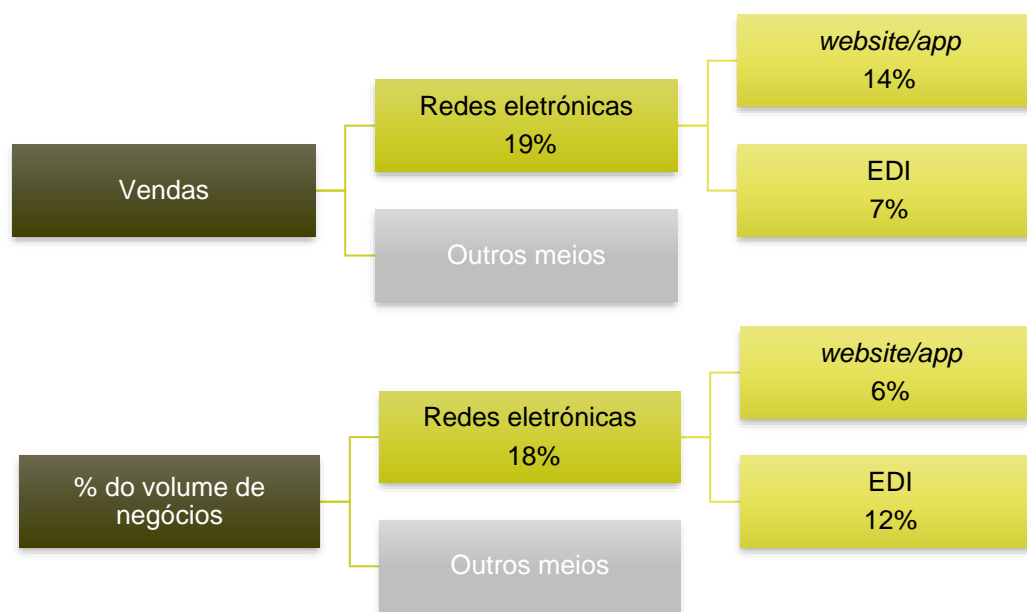 Vendas
Redes eletrónicas
19%
website/app
14%
EDI
7%
Outros meios
% do volume de
negócios
Redes eletrónicas
18%
website/app
6%
EDI
12%
Outros meios